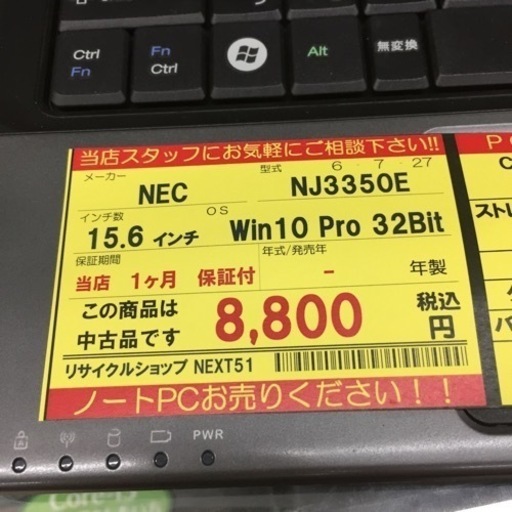 Ctrl
Fn
Fn
Ctrl
Alt
無変換
当店スタッフにお気軽にご相談下さい!!
メーカー
NEC
型式
6・7・27
NJ3350E
インチ数
15.6 インチ
OS
Win10 Pro 32Bit
保証期間
当店 1ヶ月 保証付
年式/発売年
- 年製
この商品は
中古品です
8,800 税込
円
リサイクルショップ NEXT51
ノートPCお売りください！！
PWR